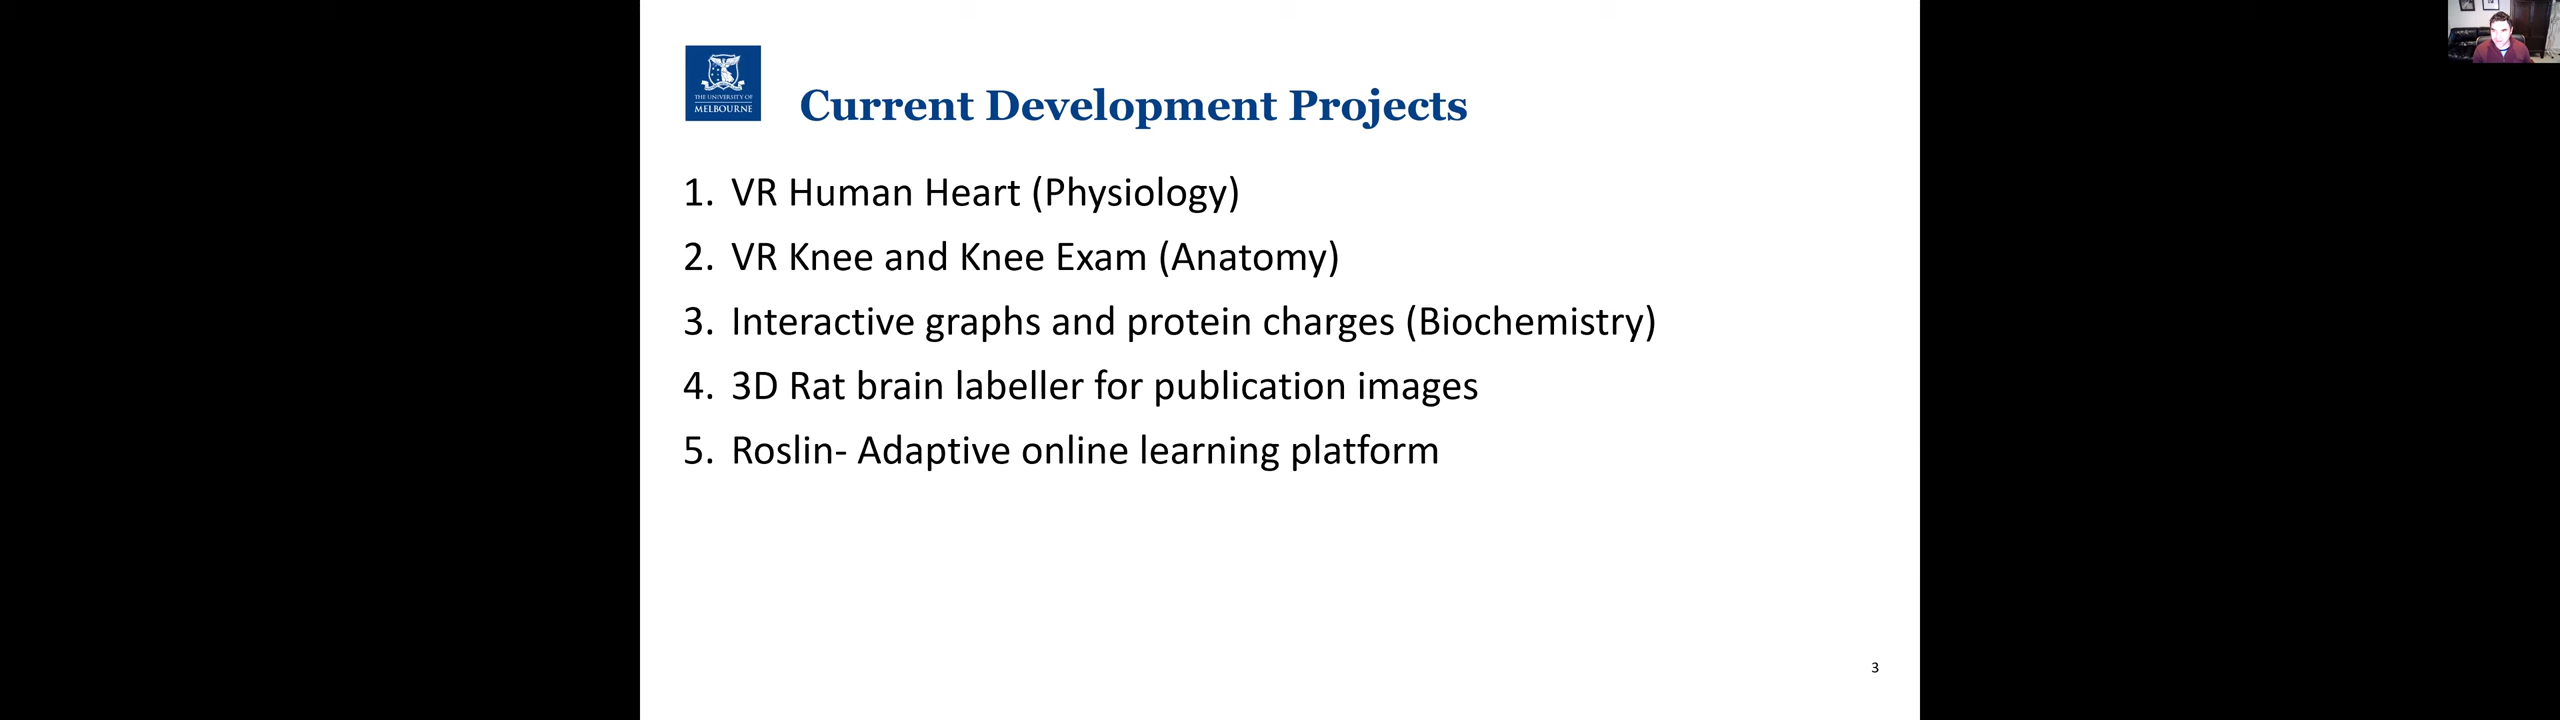 THE UNIVERSITY OF
MELBOURNE
Current Development Projects
1. VR Human Heart (Physiology)
2. VR Knee and Knee Exam (Anatomy)
3. Interactive graphs and protein charges (Biochemistry)
4. 3D Rat brain labeller for publication images
5. Roslin- Adaptive online learning platform
3